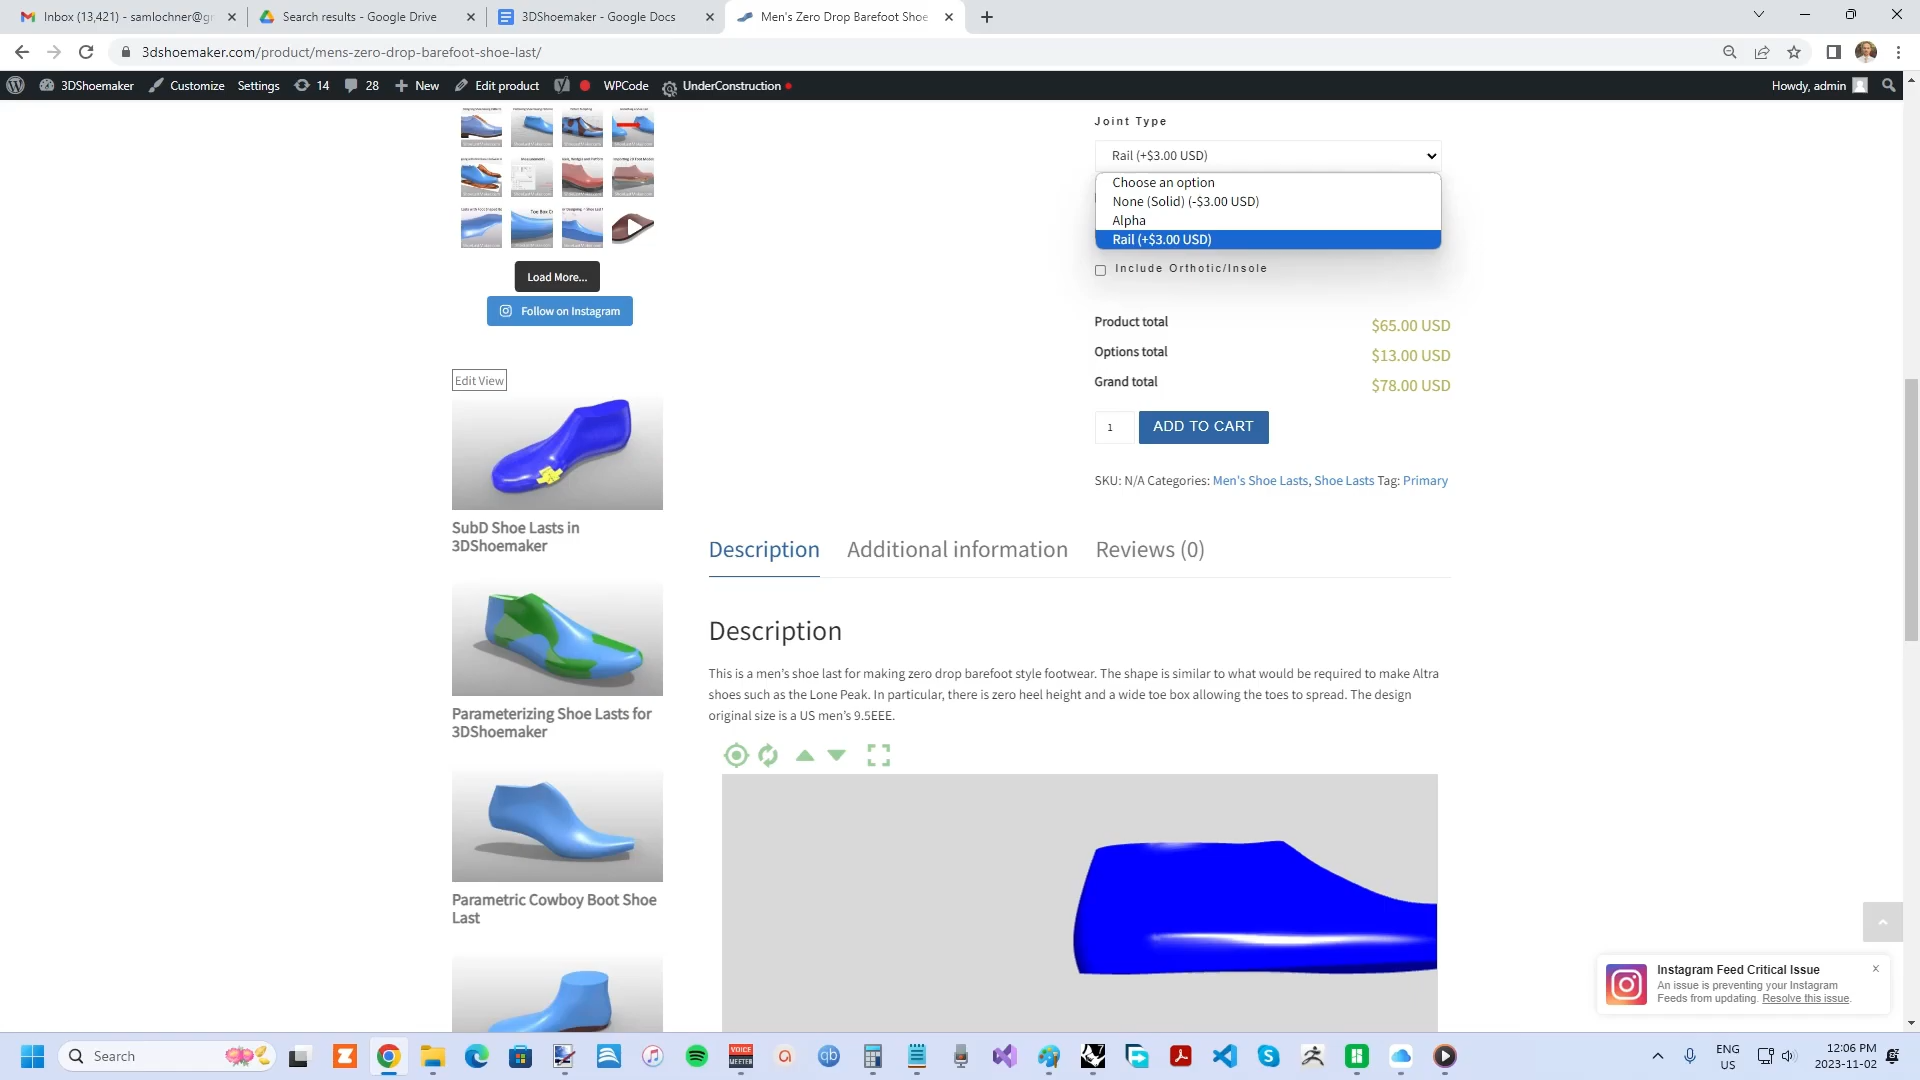 Inbox (13,421) - samlochner@gr
Search results - Google Drive
3DShoemaker - Google Docs
Men's Zero Drop Barefoot Shoe
3dshoemaker.com/product/mens-zero-drop-barefoot-shoe-last/
3DShoemaker
Customize
Settings
14
28
New
Edit product
WPCode
UnderConstruction
Howdy, admin
Load More...
Follow on Instagram
Edit View
SubD Shoe Lasts in
3DShoemaker
Parameterizing Shoe Lasts for
3DShoemaker
Parametric Cowboy Boot Shoe
Last
Joint Type
Rail (+$3.00 USD)
Choose an option
None (Solid) (-$3.00 USD)
Alpha
Rail (+$3.00 USD)
Include Orthotic/Insole
Product total $65.00 USD
Options total $13.00 USD
Grand total $78.00 USD
1
ADD TO CART
SKU: N/A Categories: Men's Shoe Lasts, Shoe Lasts Tag: Primary
Description
Additional information
Reviews (0)
Description
This is a men’s shoe last for making zero drop barefoot style footwear. The shape is similar to what would be required to make Altra
shoes such as the Lone Peak. In particular, there is zero heel height and a wide toe box allowing the toes to spread. The design
original size is a US men’s 9.5EEE.
Instagram Feed Critical Issue
An issue is preventing your Instagram
Feeds from updating. Resolve this issue.
Search
VOICE
MEETER
qb
ENG
US
12:06 PM
2023-11-02